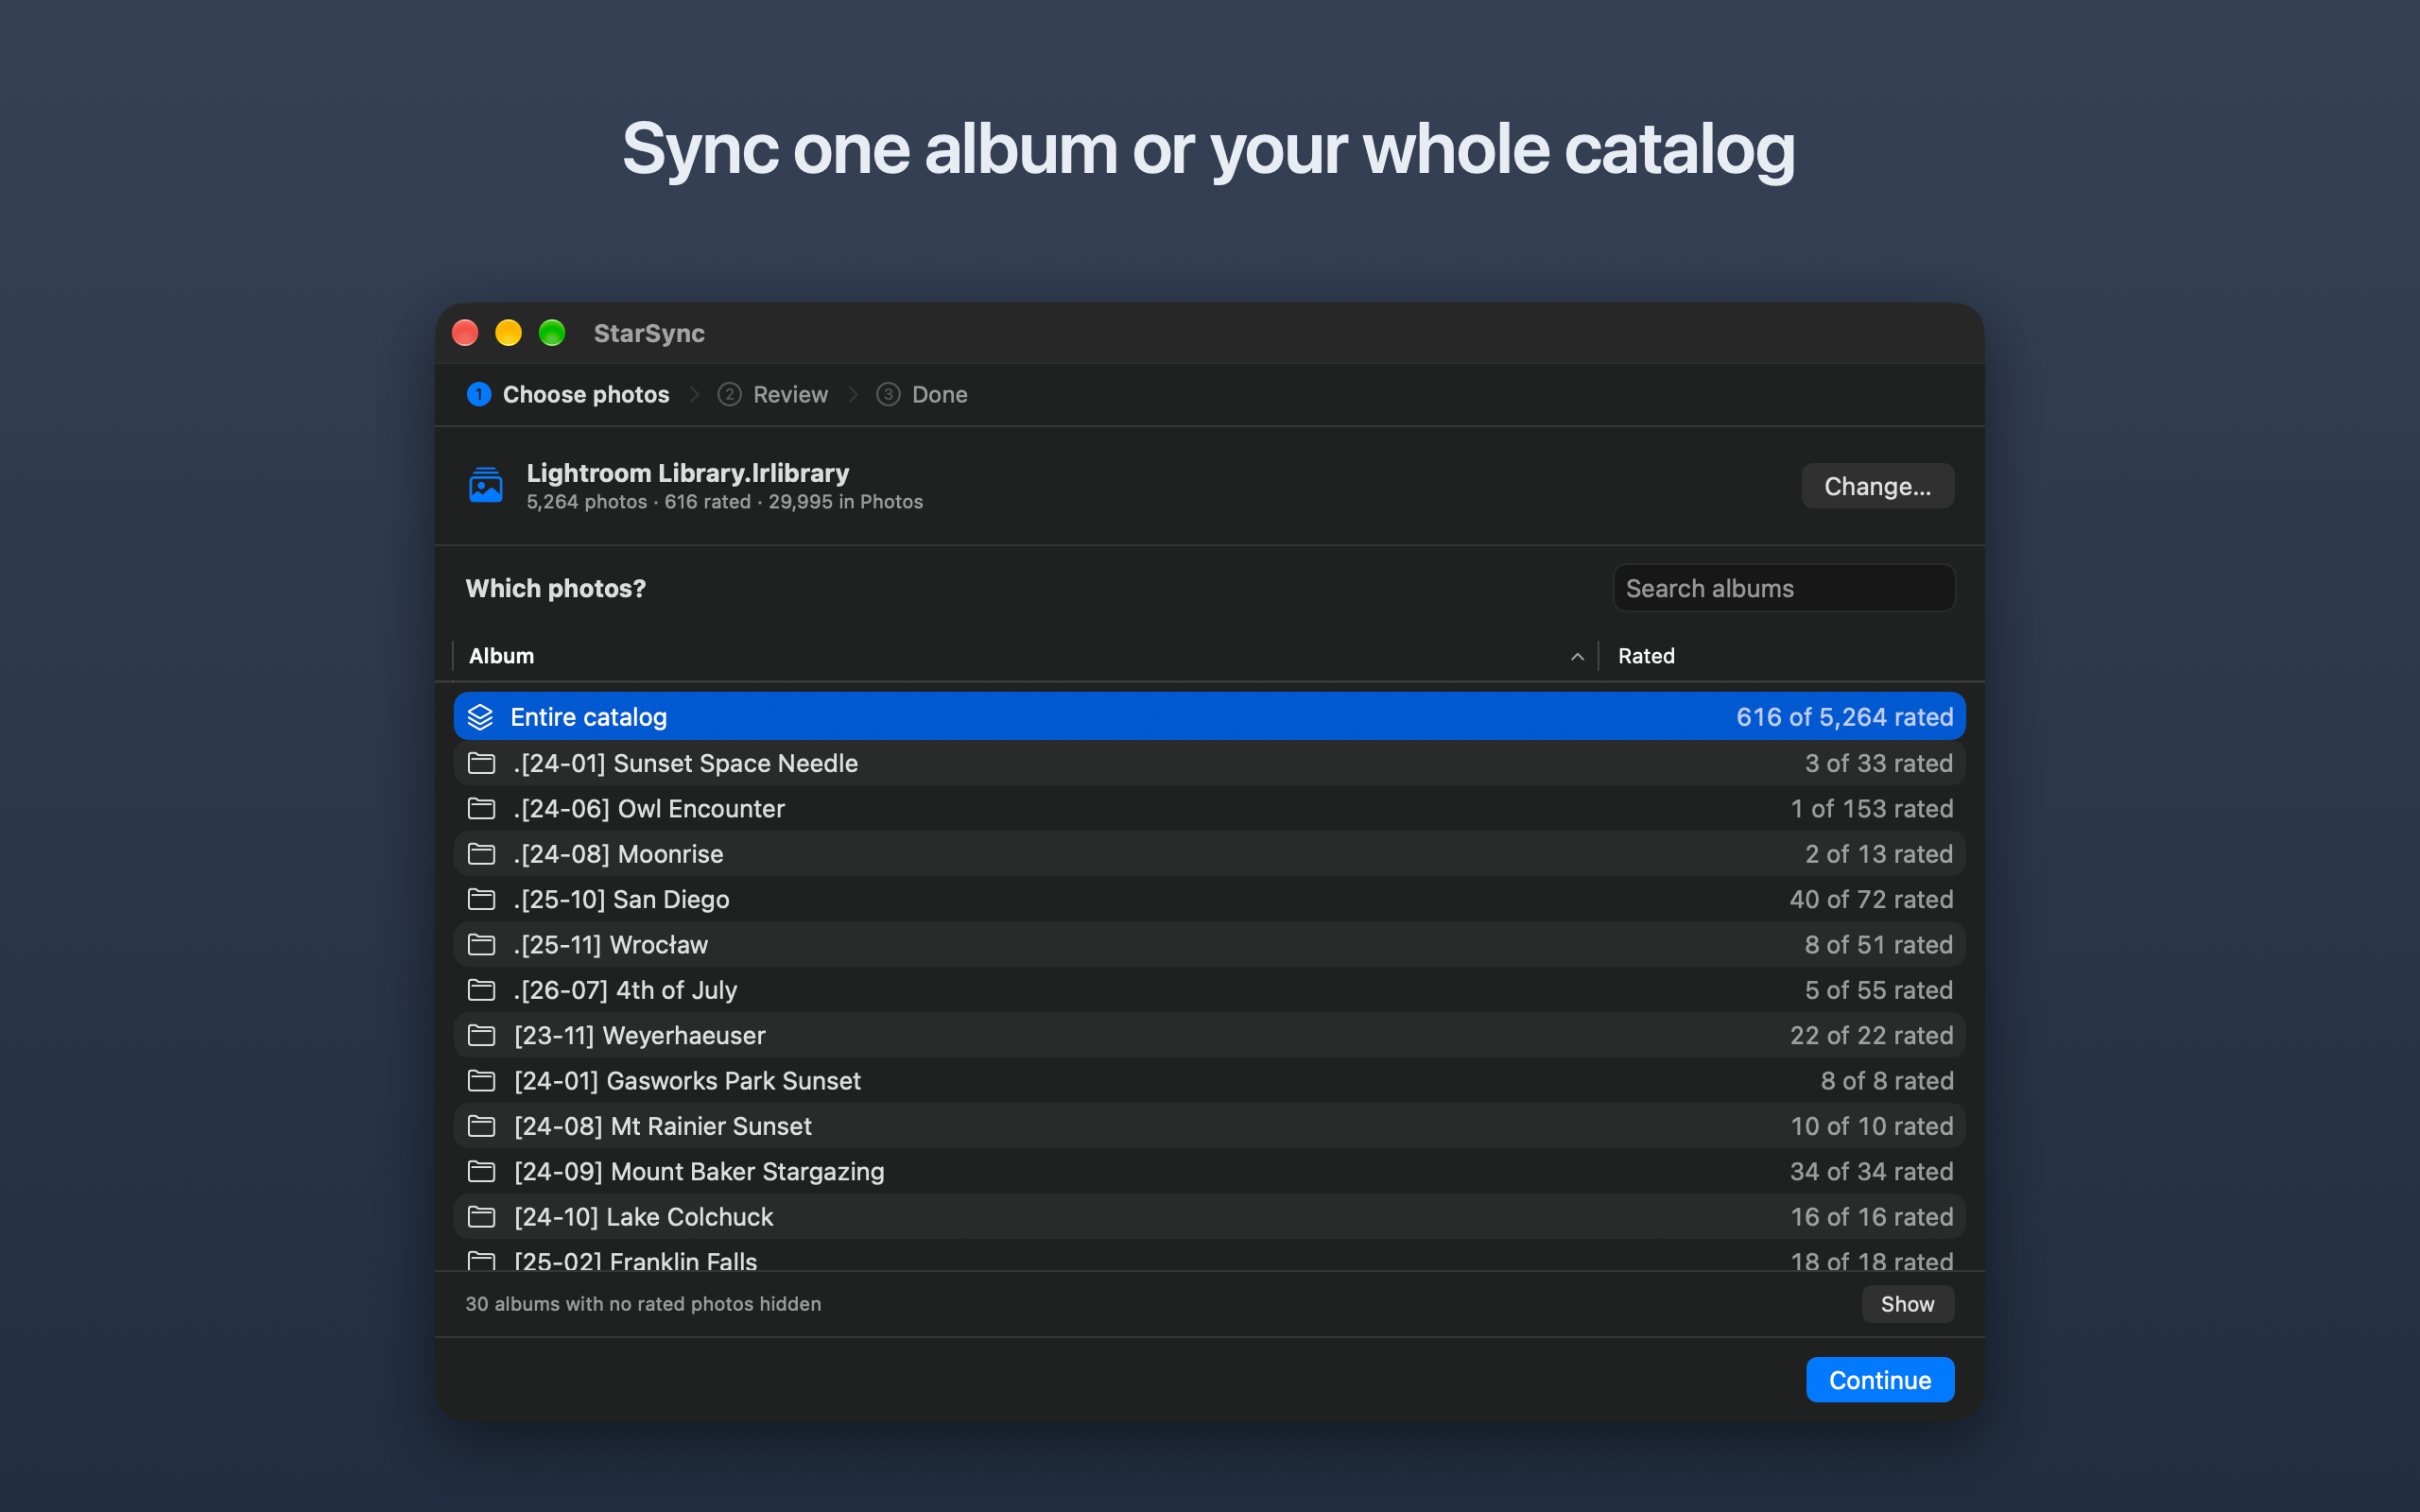 Sync one album or your whole catalog
StarSync
1 Choose photos 2 Review 3 Done
Lightroom Library.lrlibrary
5,264 photos · 616 rated · 29,995 in Photos
Change...
Which photos?
Search albums
Album Rated
Entire catalog 616 of 5,264 rated
.[24-01] Sunset Space Needle 3 of 33 rated
.[24-06] Owl Encounter 1 of 153 rated
.[24-08] Moonrise 2 of 13 rated
.[25-10] San Diego 40 of 72 rated
.[25-11] Wrocław 8 of 51 rated
.[26-07] 4th of July 5 of 55 rated
[23-11] Weyerhaeuser 22 of 22 rated
[24-01] Gasworks Park Sunset 8 of 8 rated
[24-08] Mt Rainier Sunset 10 of 10 rated
[24-09] Mount Baker Stargazing 34 of 34 rated
[24-10] Lake Colchuck 16 of 16 rated
[25-02] Franklin Falls 18 of 18 rated
30 albums with no rated photos hidden
Show
Continue